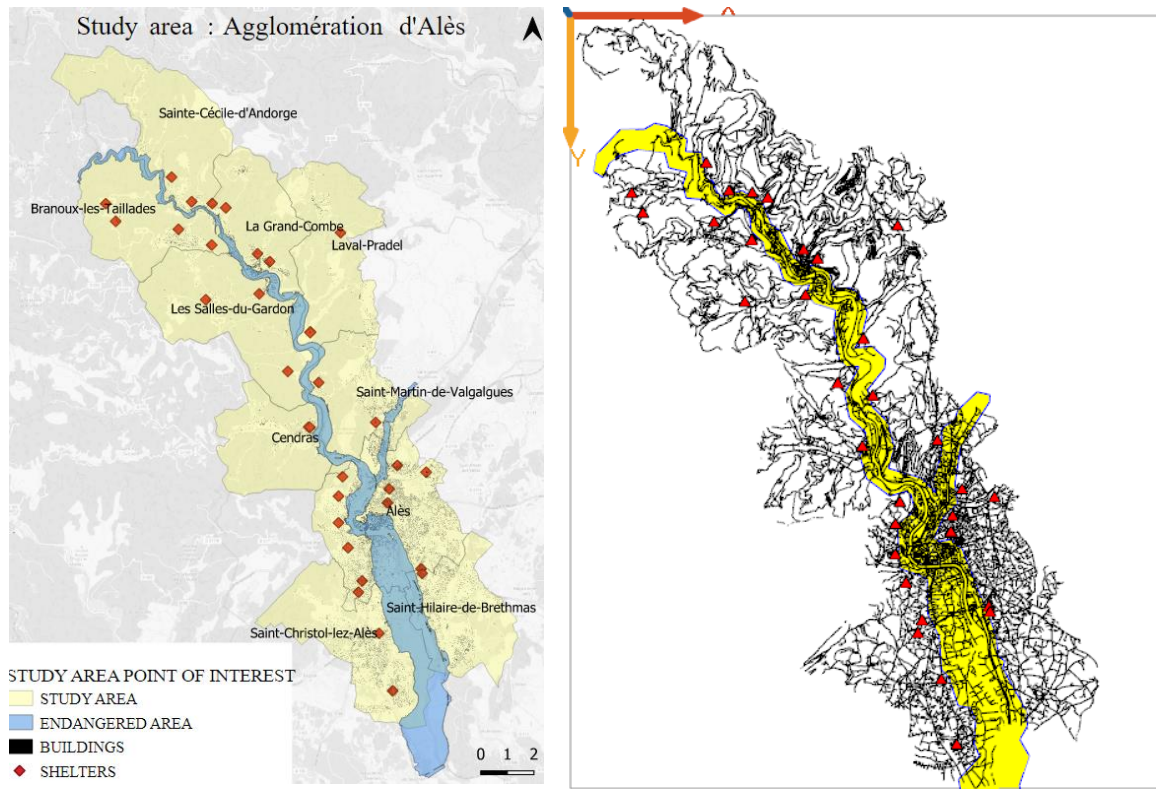 Study area : Agglomération d'Alès
Sainte-Cécile-d'Andorge
Branoux-les-Taillades
La Grand-Combe
Laval-Pradel
Les Salles-du-Gardon
Saint-Martin-de-Valgalgues
Cendras
Alès
Saint-Hilaire-de-Brethmas
Saint-Christol-lez-Alès
STUDY AREA POINT OF INTEREST
STUDY AREA
ENDANGERED AREA
BUILDINGS
SHELTERS
0 1 2
Y